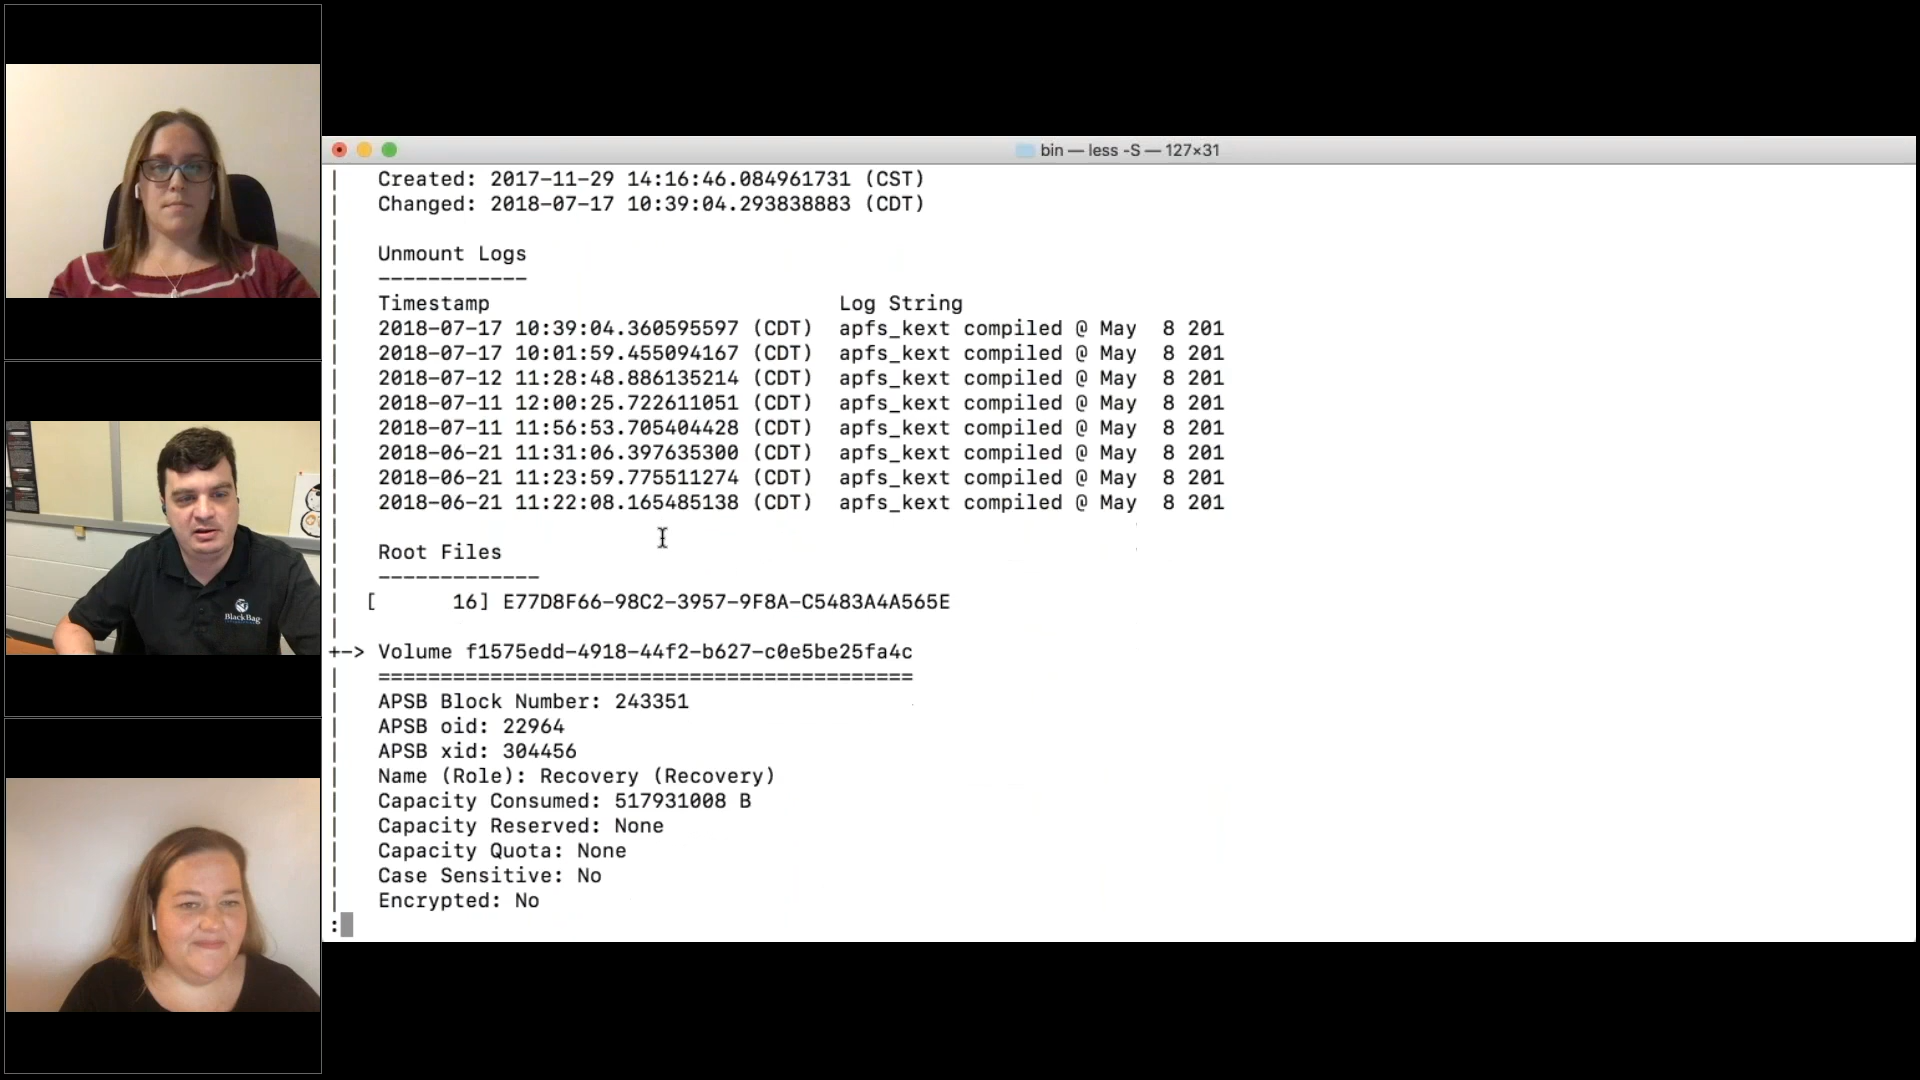 bin — less -S — 127×31
| Created: 2017-11-29 14:16:46.084961731 (CST)
| Changed: 2018-07-17 10:39:04.293838883 (CDT)
|
| Unmount Logs
| ------------
| Timestamp Log String
| 2018-07-17 10:39:04.360595597 (CDT) apfs_kext compiled @ May 8 201
| 2018-07-17 10:01:59.455094167 (CDT) apfs_kext compiled @ May 8 201
| 2018-07-12 11:28:48.886135214 (CDT) apfs_kext compiled @ May 8 201
| 2018-07-11 12:00:25.722611051 (CDT) apfs_kext compiled @ May 8 201
| 2018-07-11 11:56:53.705404428 (CDT) apfs_kext compiled @ May 8 201
| 2018-06-21 11:31:06.397635300 (CDT) apfs_kext compiled @ May 8 201
| 2018-06-21 11:23:59.775511274 (CDT) apfs_kext compiled @ May 8 201
| 2018-06-21 11:22:08.165485138 (CDT) apfs_kext compiled @ May 8 201
|
| Root Files
| -------------
| [ 16] E77D8F66-98C2-3957-9F8A-C5483A4A565E
|
+-> Volume f1575edd-4918-44f2-b627-c0e5be25fa4c
| ===========================================
| APSB Block Number: 243351
| APSB oid: 22964
| APSB xid: 304456
| Name (Role): Recovery (Recovery)
| Capacity Consumed: 517931008 B
| Capacity Reserved: None
| Capacity Quota: None
| Case Sensitive: No
| Encrypted: No
:
BlackBag